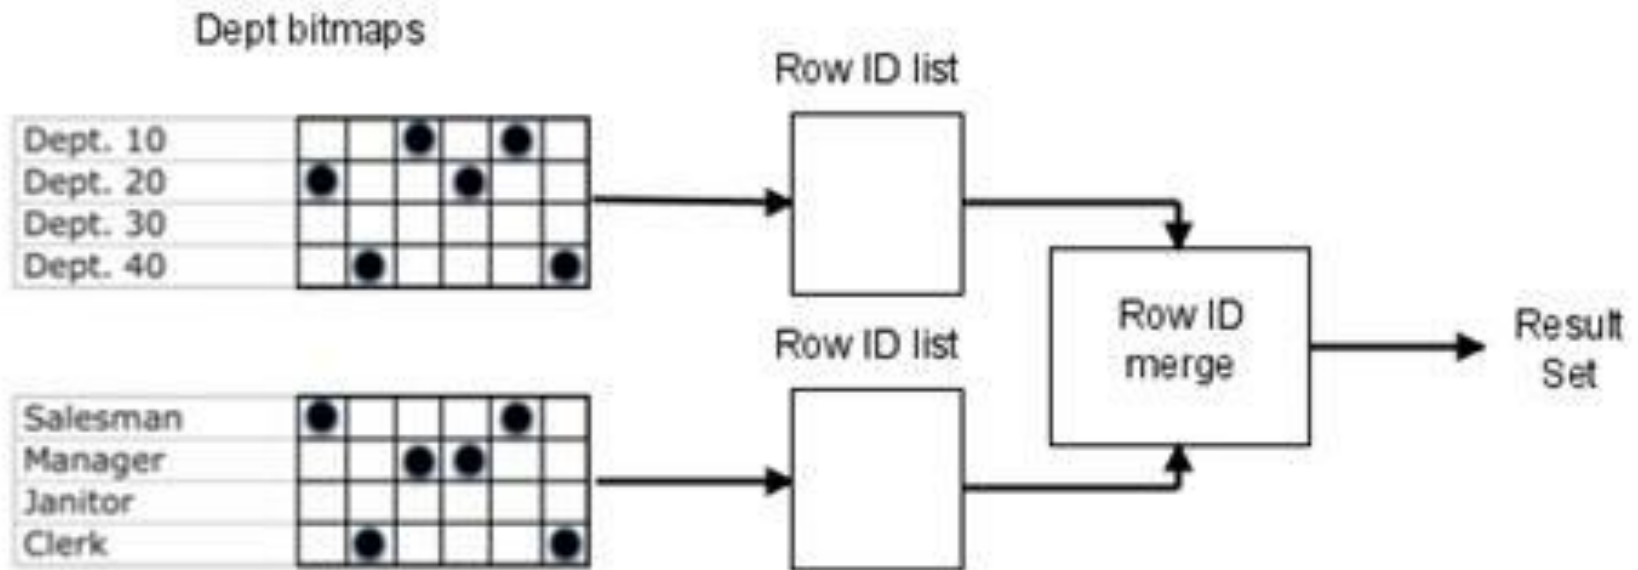 Dept bitmaps
Row ID list
Dept. 10
Dept. 20
Dept. 30
Dept. 40
Row ID
merge
Result
Set
Row ID list
Salesman
Manager
Janitor
Clerk